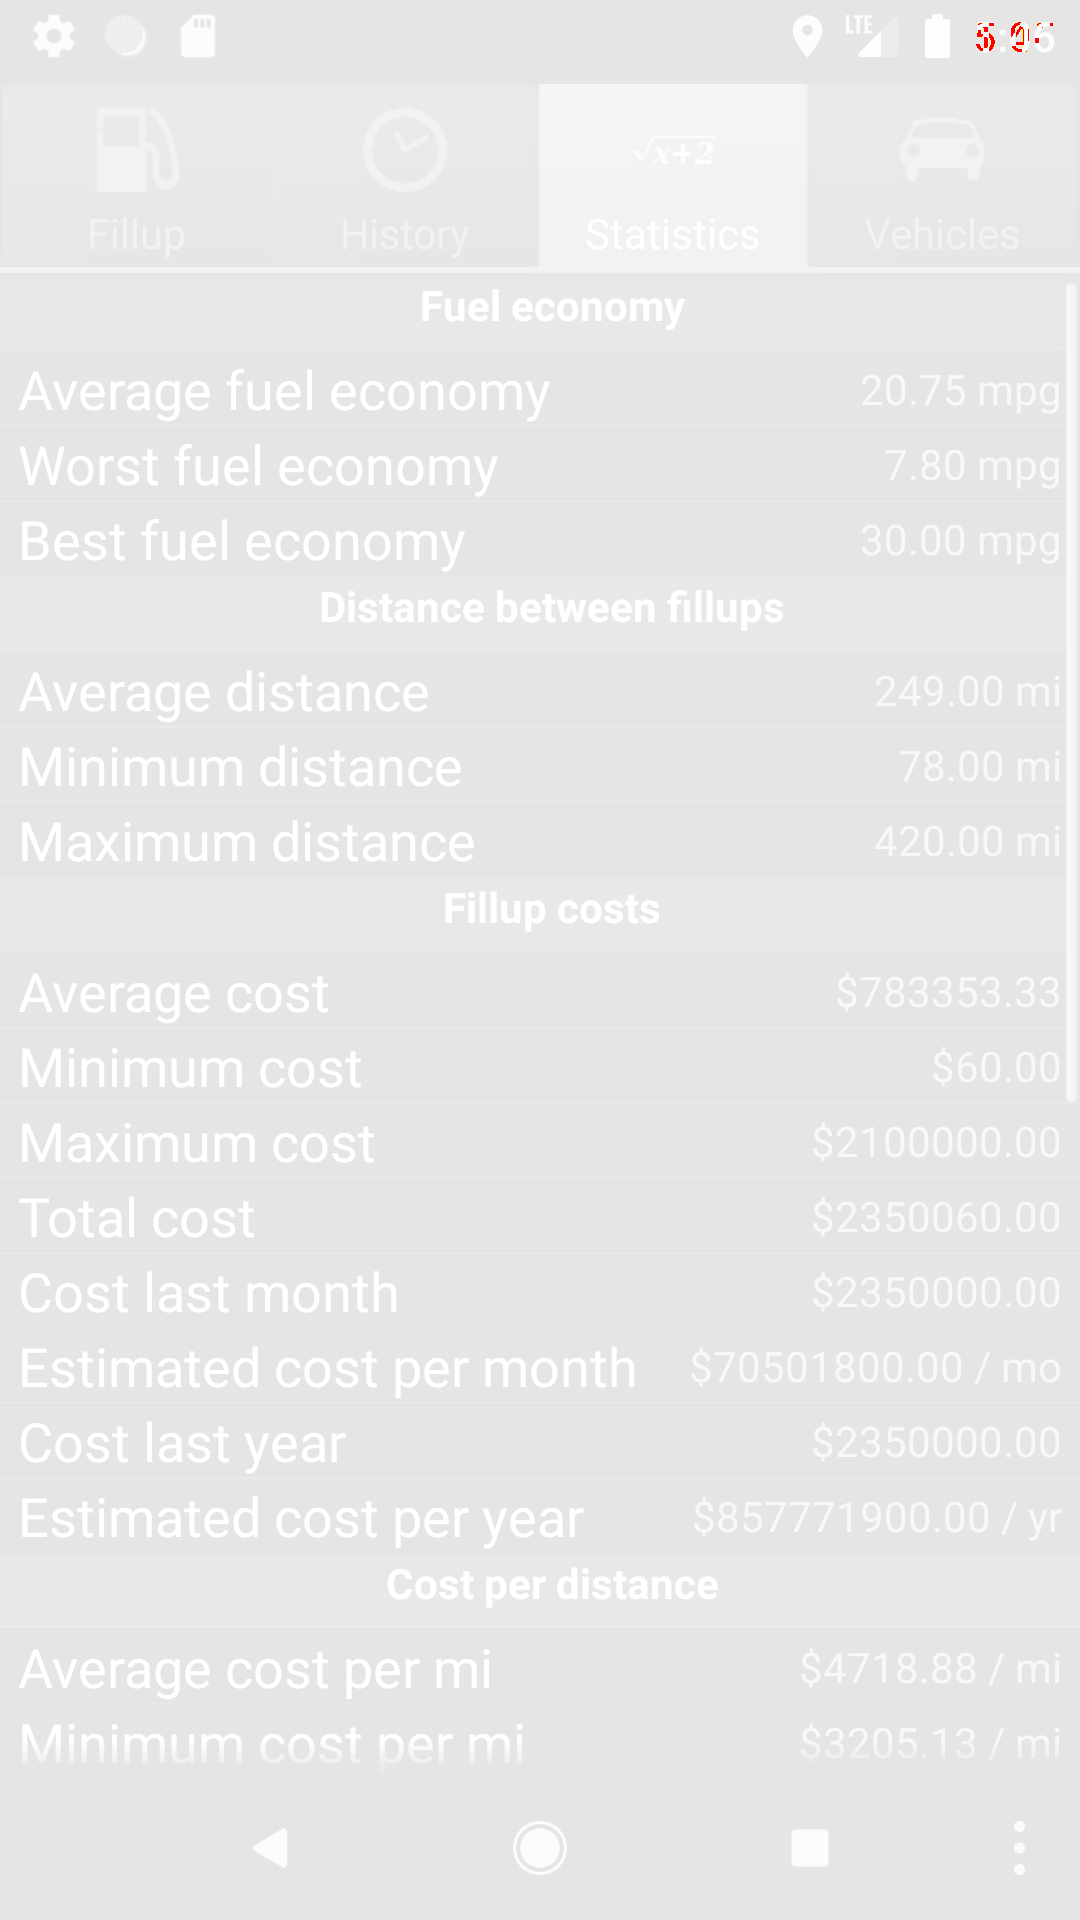 LTE
Fillup History √x+2 Statistics Vehicles
Fuel economy
Average fuel economy 20.75 mpg
Worst fuel economy 7.80 mpg
Best fuel economy 30.00 mpg
Distance between fillups
Average distance 249.00 mi
Minimum distance 78.00 mi
Maximum distance 420.00 mi
Fillup costs
Average cost $783353.33
Minimum cost $60.00
Maximum cost $2100000.00
Total cost $2350060.00
Cost last month $2350000.00
Estimated cost per month $70501800.00 / mo
Cost last year $2350000.00
Estimated cost per year $857771900.00 / yr
Cost per distance
Average cost per mi $4718.88 / mi
Minimum cost per mi $3205.13 / mi